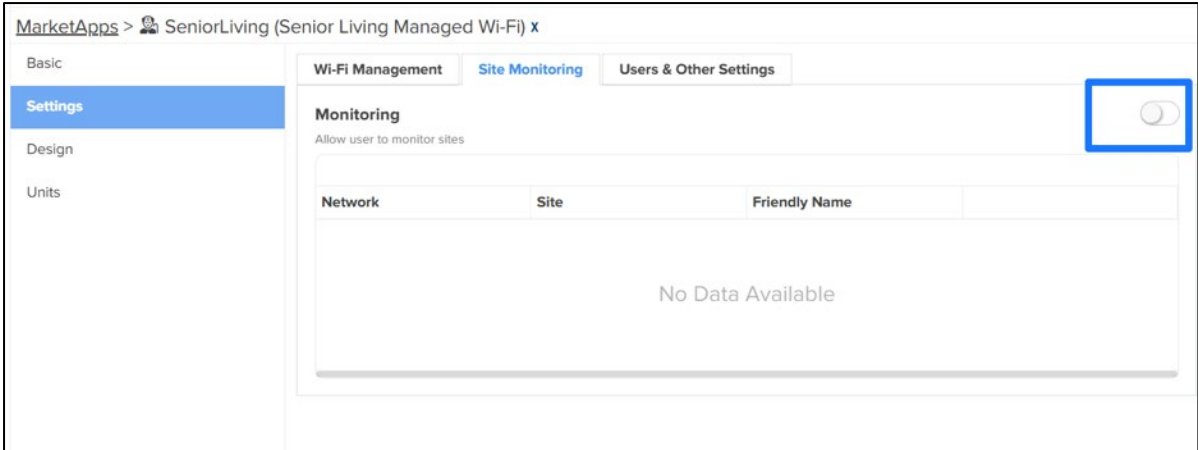 MarketApps > SeniorLiving (Senior Living Managed Wi-Fi) x
Basic
Settings
Design
Units
Wi-Fi Management Site Monitoring Users & Other Settings
Monitoring
Allow user to monitor sites
Network Site Friendly Name
No Data Available